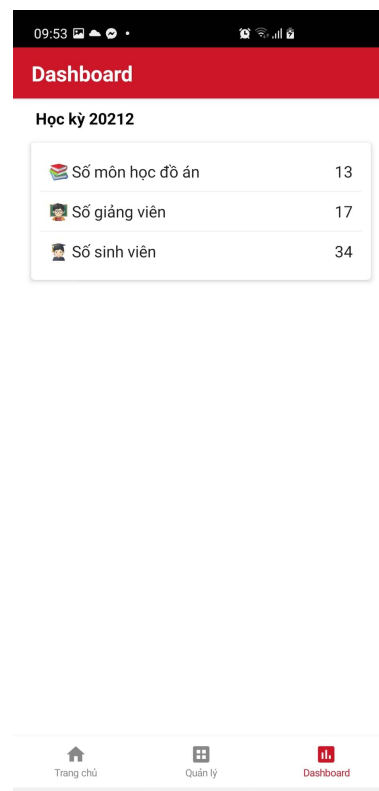 09:53
Dashboard
Học kỳ 20212
Số môn học đồ án 13
Số giảng viên 17
Số sinh viên 34
Trang chủ Quản lý Dashboard